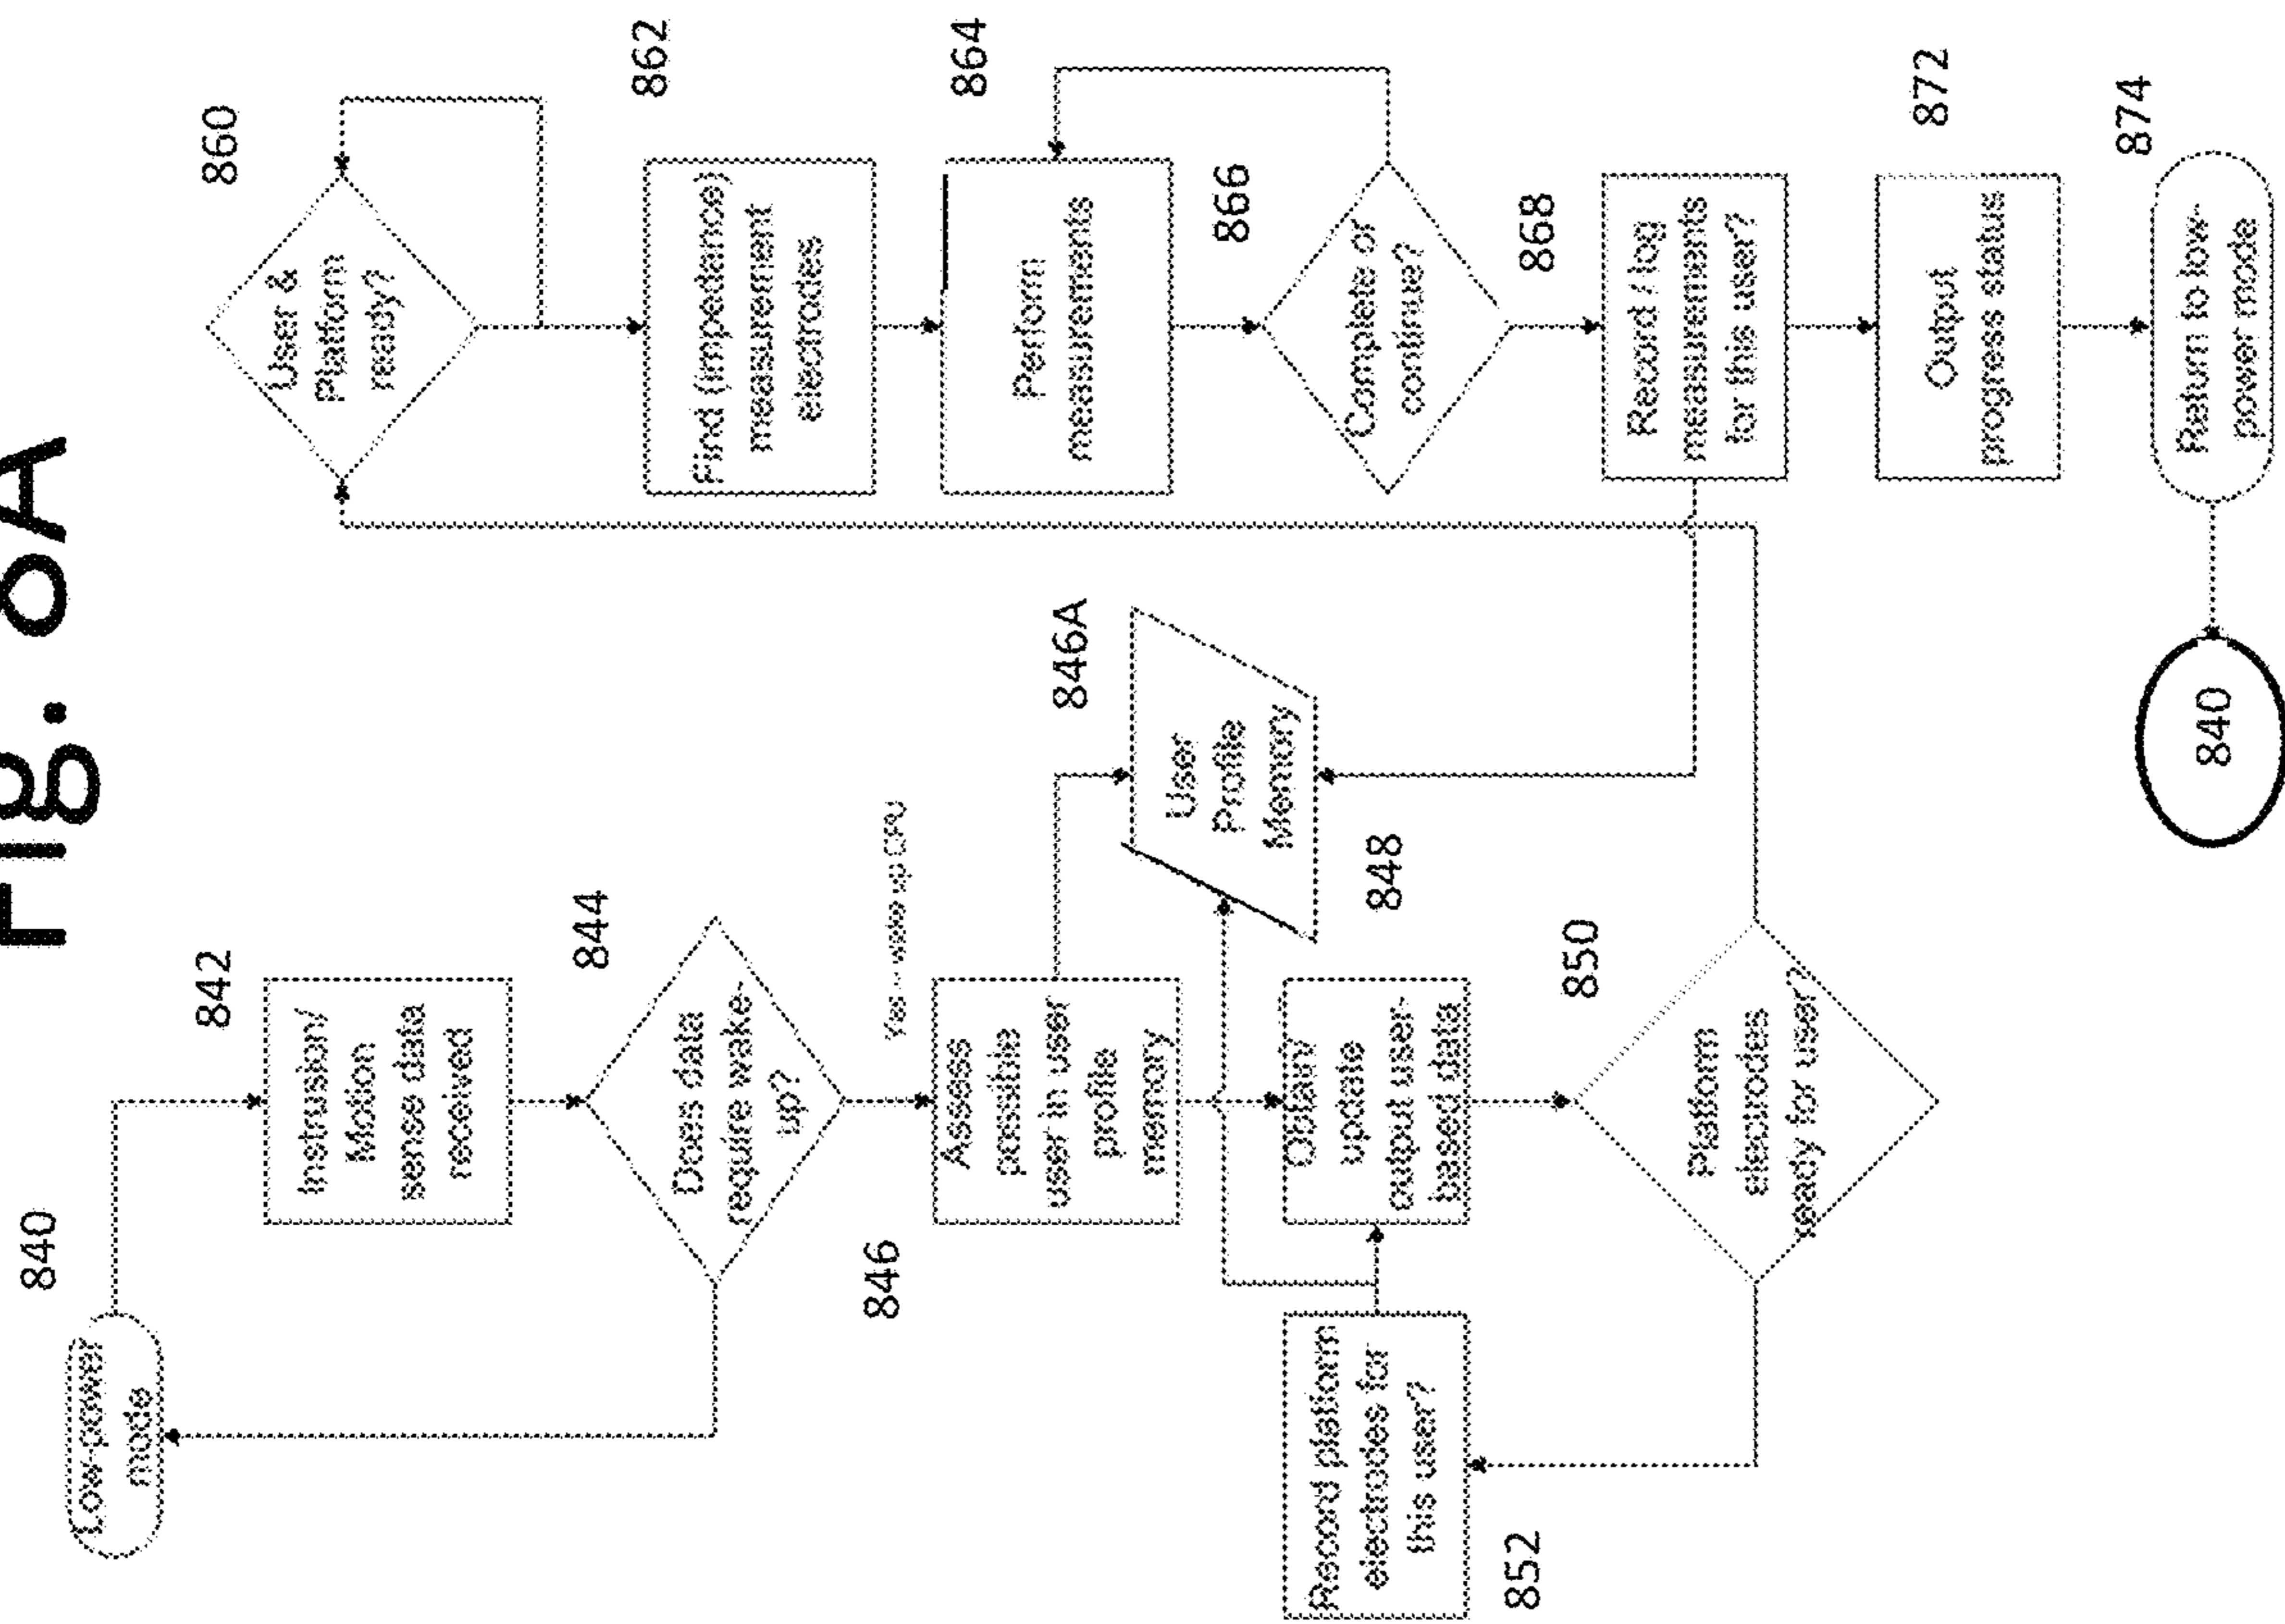 Fig. 8A
840
Low-power
mode
842
Instrusion/
Motion
sense data
received
844
Does data
require wake-
up?
Yes – wake up CPU
846
Assess
possible
user in user
profile
memory
846A
User
Profile
Memory
848
Obtain/
update
output user-
based data
850
Platform
electrodes
ready for user?
852
Record platform
electrodes for
this user?
860
User &
Platform
ready?
862
Find (impedance)
measurement
electrodes
864
Perform
measurements
866
Complete or
continue?
868
Record / log
measurements
for this user?
872
Output
progress status
874
Return to low-
power mode
840